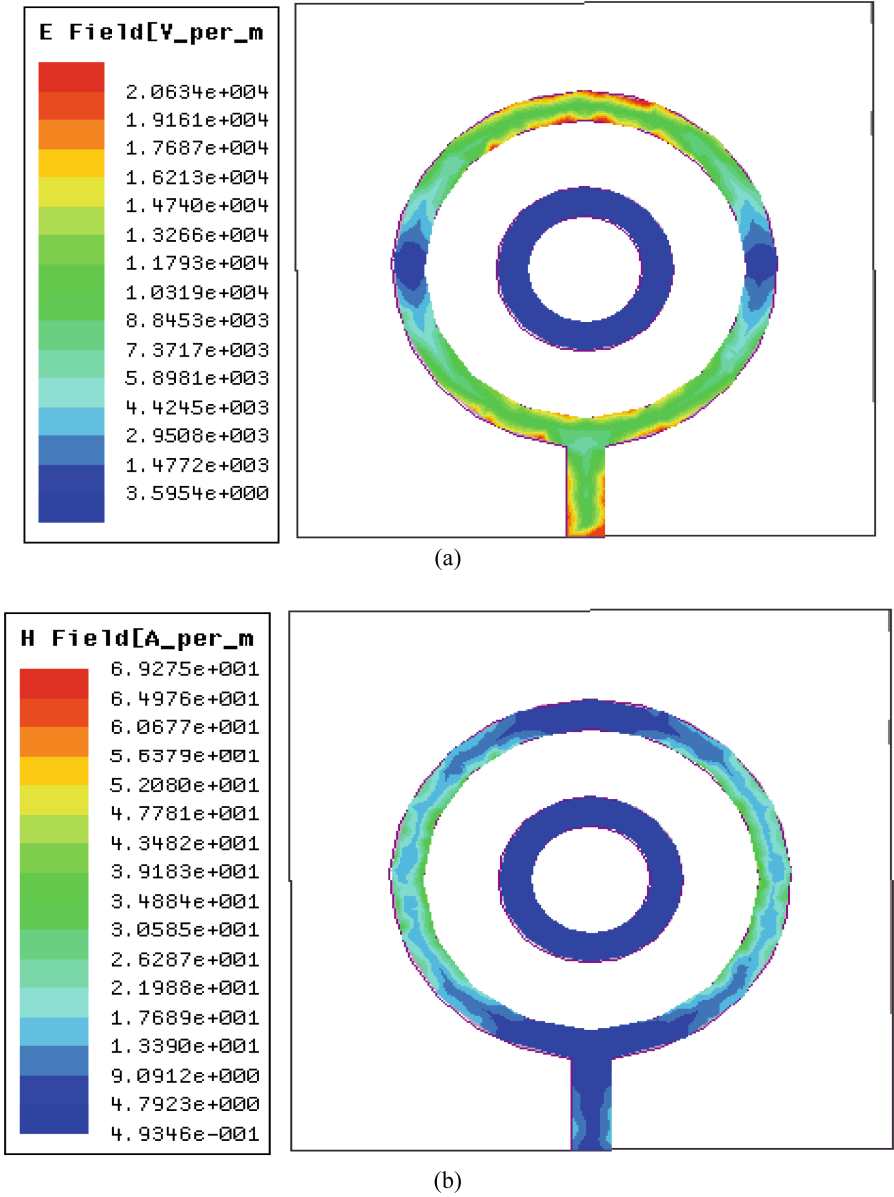 E Field[V_per_m
2.0634e+004
1.9161e+004
1.7687e+004
1.6213e+004
1.4740e+004
1.3266e+004
1.1793e+004
1.0319e+004
8.8453e+003
7.3717e+003
5.8981e+003
4.4245e+003
2.9508e+003
1.4772e+003
3.5954e+000
(a)
H Field[A_per_m
6.9275e+001
6.4976e+001
6.0677e+001
5.6379e+001
5.2080e+001
4.7781e+001
4.3482e+001
3.9183e+001
3.4884e+001
3.0585e+001
2.6287e+001
2.1988e+001
1.7689e+001
1.3390e+001
9.0912e+000
4.7923e+000
4.9346e-001
(b)